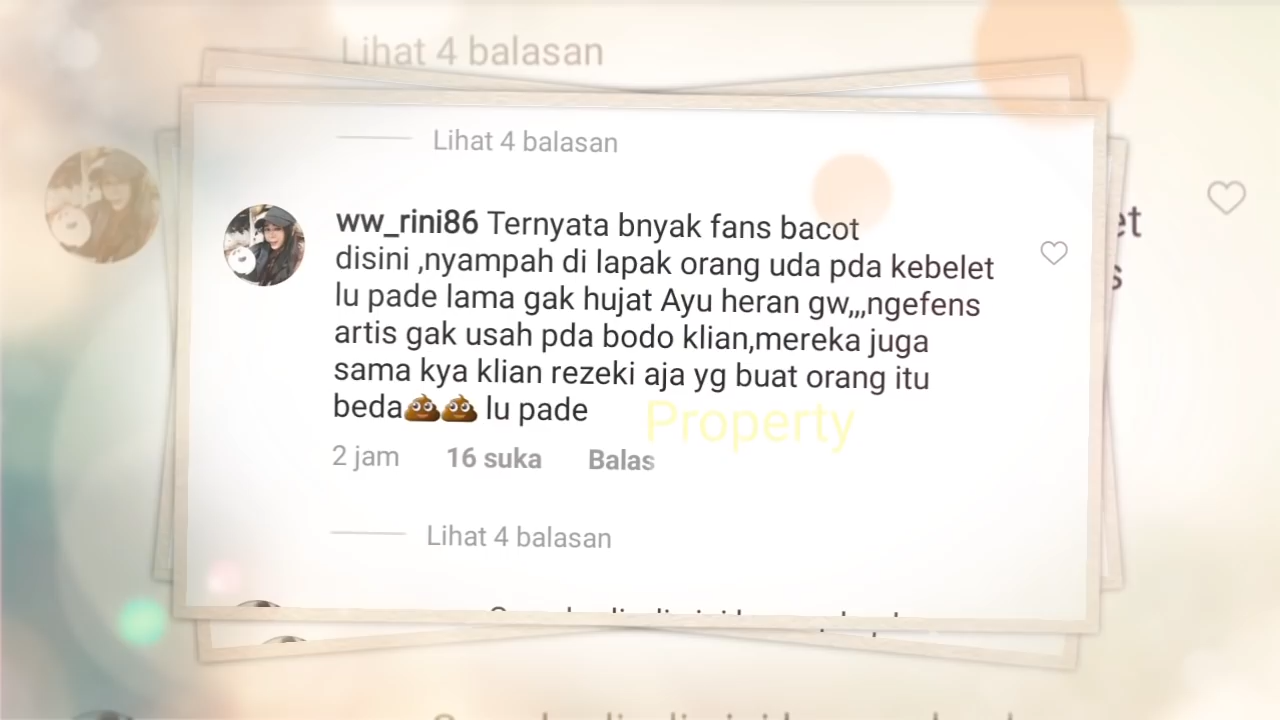 Lihat 4 balasan
Lihat 4 balasan
ww_rini86 Ternyata bnyak fans bacot
disini ,nyampah di lapak orang uda pda kebelet
lu pade lama gak hujat Ayu heran gw,,,ngefens
artis gak usah pda bodo klian,mereka juga
sama kya klian rezeki aja yg buat orang itu
beda💩💩 lu pade
Property
2 jam 16 suka Balas
Lihat 4 balasan